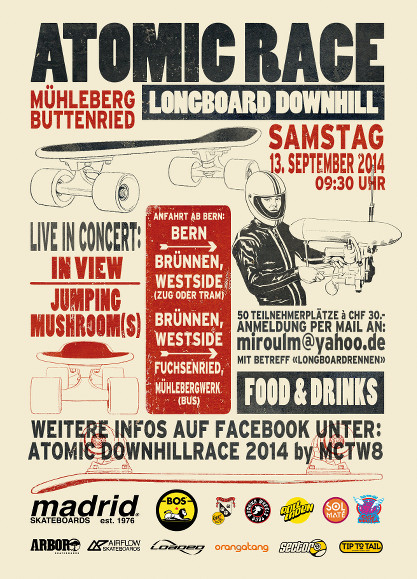 ATOMIC RACE
MÜHLEBERG
BUTTENRIED
LONGBOARD DOWNHILL
SAMSTAG
13. SEPTEMBER 2014
09:30 UHR
LIVE IN CONCERT:
IN VIEW
JUMPING
MUSHROOM(S)
ANFAHRT AB BERN:
BERN
BRÜNNEN,
WESTSIDE
(ZUG ODER TRAM)
BRÜNNEN,
WESTSIDE
FUCHSENRIED,
MÜHLEBERGWERK
(BUS)
50 TEILNEHMERPLÄTZE à CHF 30.-
ANMELDUNG PER MAIL AN:
miroulm@yahoo.de
MIT BETREFF «LONGBOARDRENNEN»
FOOD & DRINKS
WEITERE INFOS AUF FACEBOOK UNTER:
ATOMIC DOWNHILLRACE 2014 by MCTW8
madrid
SKATEBOARDS est. 1976
BOS
SOL
MATE
ARBOR
AIRFLOW
SKATEBOARDS
LOADED
orangatang
sector 9
TIP TO TAIL